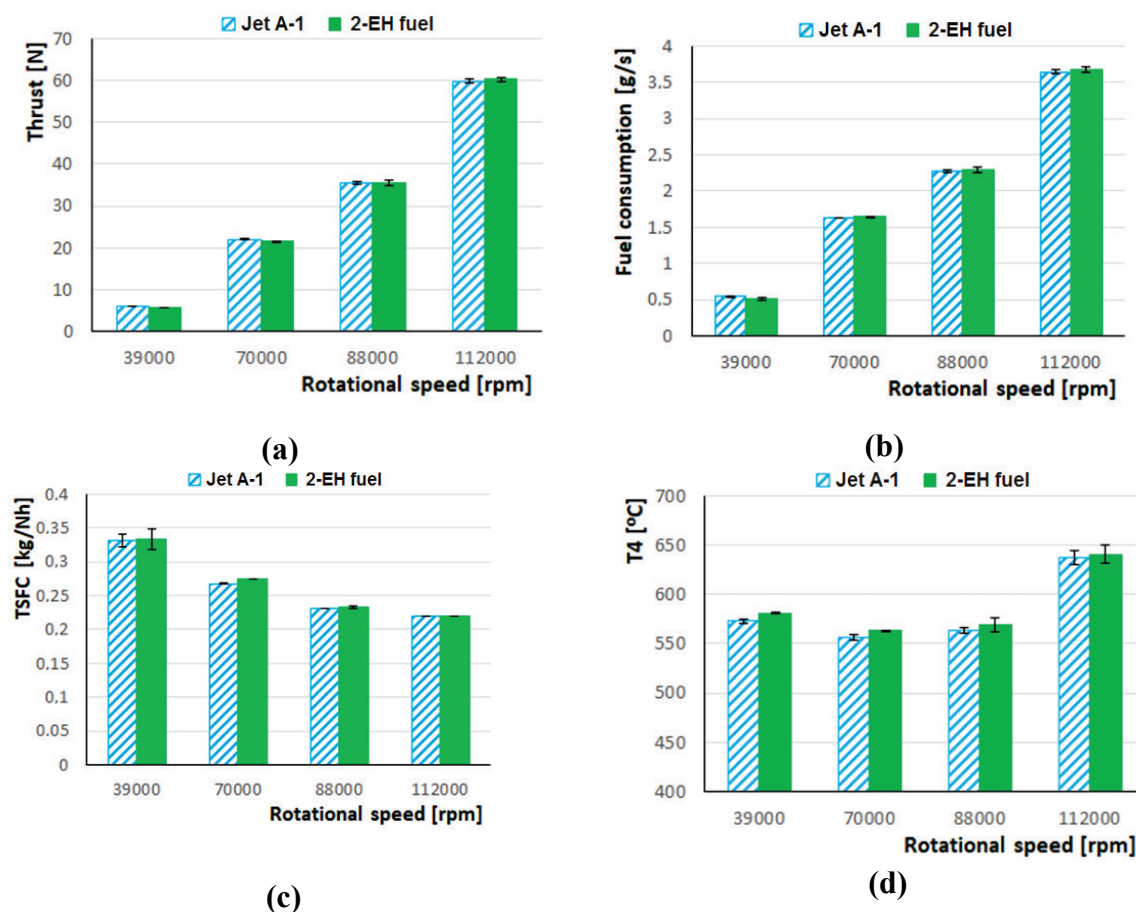 Jet A-1 2-EH fuel
Thrust [N]
70
60
50
40
30
20
10
0
39000 70000 88000 112000
Rotational speed [rpm]
(a)
Jet A-1 2-EH fuel
Fuel consumption [g/s]
4
3.5
3
2.5
2
1.5
1
0.5
0
39000 70000 88000 112000
Rotational speed [rpm]
(b)
Jet A-1 2-EH fuel
TSFC [kg/Nh]
0.4
0.35
0.3
0.25
0.2
0.15
0.1
0.05
0
39000 70000 88000 112000
Rotational speed [rpm]
(c)
Jet A-1 2-EH fuel
T4 [ºC]
700
650
600
550
500
450
400
39000 70000 88000 112000
Rotational speed [rpm]
(d)